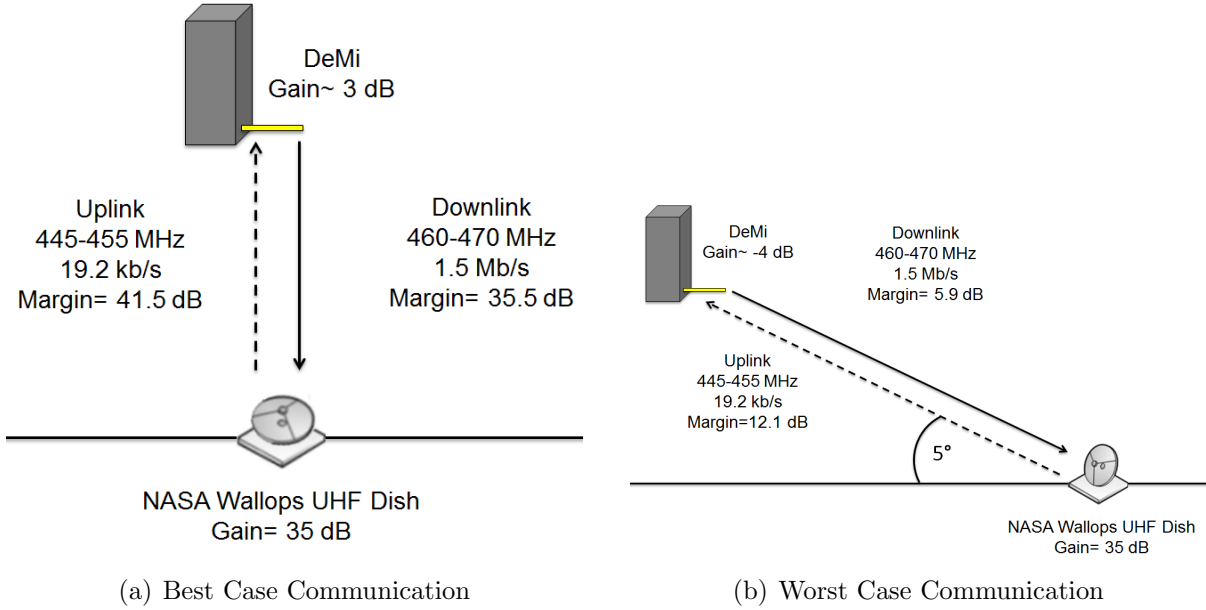 DeMi
Gain~ 3 dB
Uplink
445-455 MHz
19.2 kb/s
Margin= 41.5 dB
Downlink
460-470 MHz
1.5 Mb/s
Margin= 35.5 dB
NASA Wallops UHF Dish
Gain= 35 dB
(a) Best Case Communication
DeMi
Gain~ -4 dB
Downlink
460-470 MHz
1.5 Mb/s
Margin= 5.9 dB
Uplink
445-455 MHz
19.2 kb/s
Margin=12.1 dB
5°
NASA Wallops UHF Dish
Gain= 35 dB
(b) Worst Case Communication